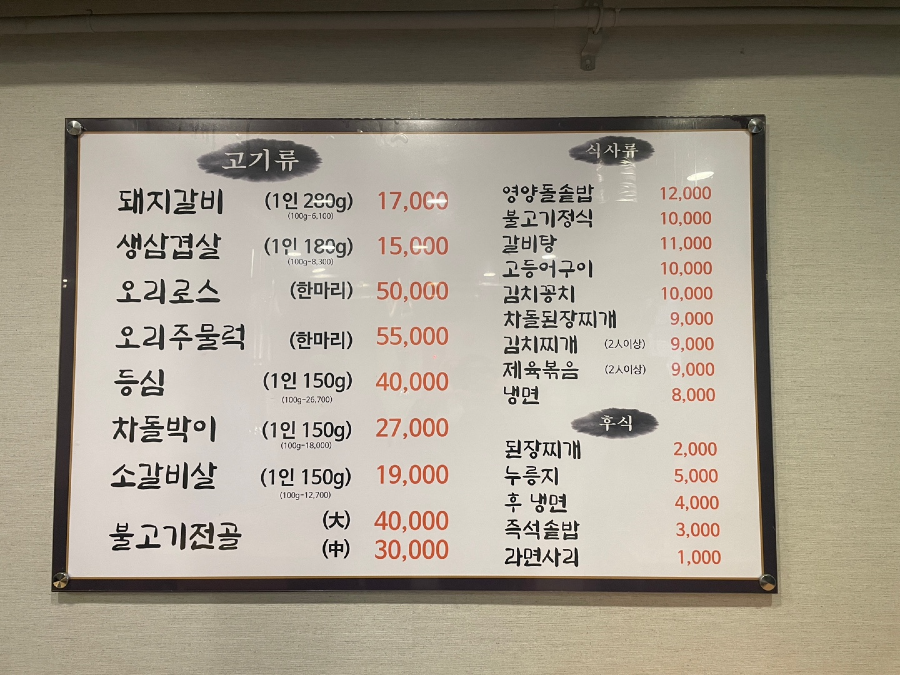 고기류
돼지갈비 (1인 280g) 17,000
(100g-6,100)
생삼겹살 (1인 180g) 15,000
(100g-8,300)
오리로스 (한마리) 50,000
오리주물럭 (한마리) 55,000
등심 (1인 150g) 40,000
(100g-26,700)
차돌박이 (1인 150g) 27,000
(100g-18,000)
소갈비살 (1인 150g) 19,000
(100g-12,700)
불고기전골 (大) 40,000
(中) 30,000
식사류
영양돌솥밥 12,000
불고기정식 10,000
갈비탕 11,000
고등어구이 10,000
김치꽁치 10,000
차돌된장찌개 9,000
김치찌개 (2人이상) 9,000
제육볶음 (2人이상) 9,000
냉면 8,000
후식
된장찌개 2,000
누룽지 5,000
후 냉면 4,000
즉석솥밥 3,000
라면사리 1,000